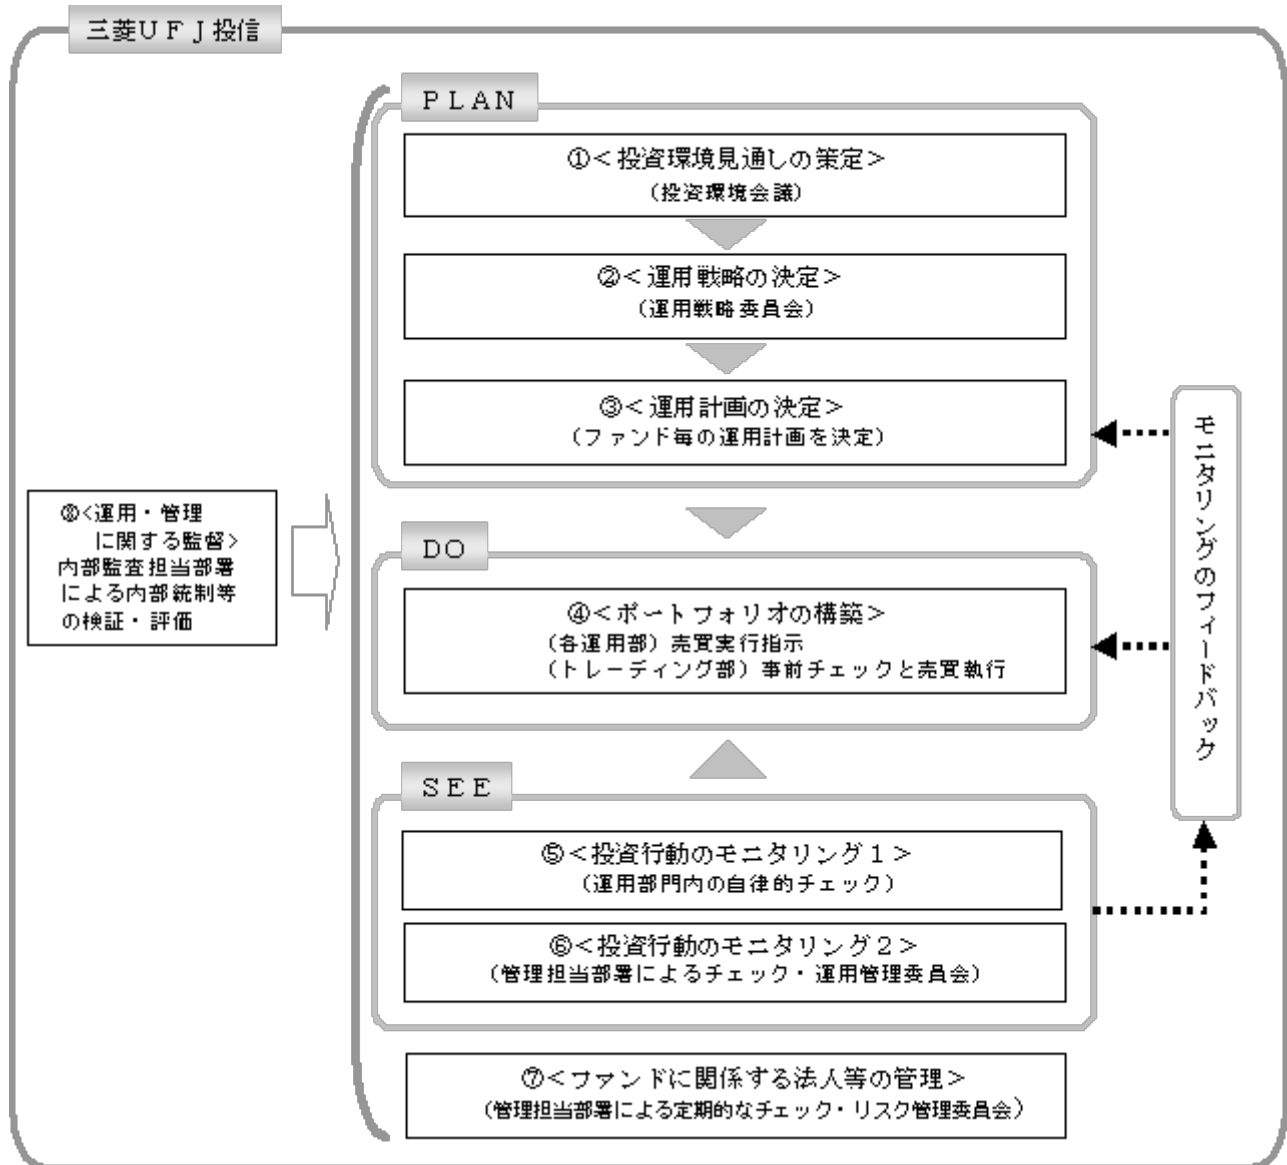 三菱ＵＦＪ投信
ＰＬＡＮ
①＜投資環境見通しの策定＞
（投資環境会議）
②＜運用戦略の決定＞
（運用戦略委員会）
③＜運用計画の決定＞
（ファンド毎の運用計画を決定）
モニタリングのフィードバック
⑧＜運用・管理
に関する監督＞
内部監査担当部署
による内部統制等
の検証・評価
ＤＯ
④＜ポートフォリオの構築＞
（各運用部）売買実行指示
（トレーディング部）事前チェックと売買執行
ＳＥＥ
⑤＜投資行動のモニタリング１＞
（運用部門内の自律的チェック）
⑥＜投資行動のモニタリング２＞
（管理担当部署によるチェック・運用管理委員会）
⑦＜ファンドに関係する法人等の管理＞
（管理担当部署による定期的なチェック・リスク管理委員会）